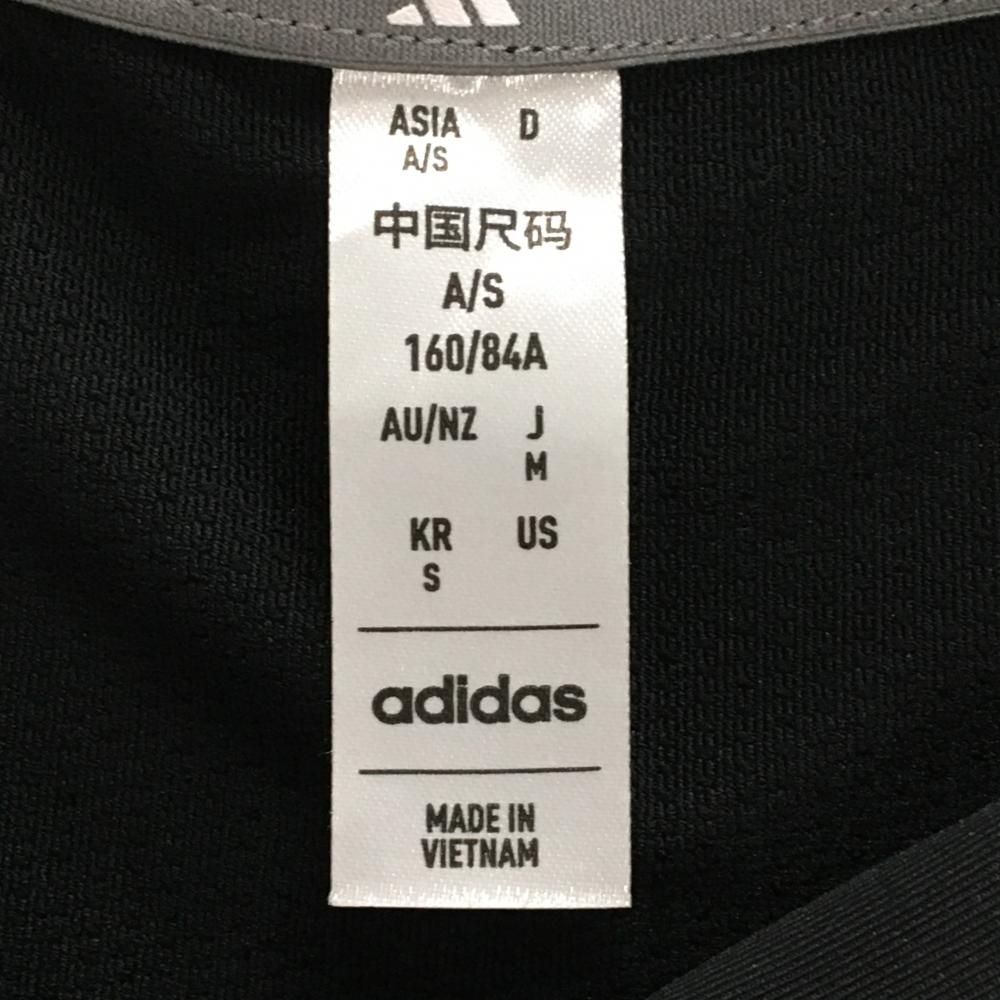 ASIA D
A/S
中国尺码
A/S
160/84A
AU/NZ J
M
KR US
S
adidas
MADE IN
VIETNAM